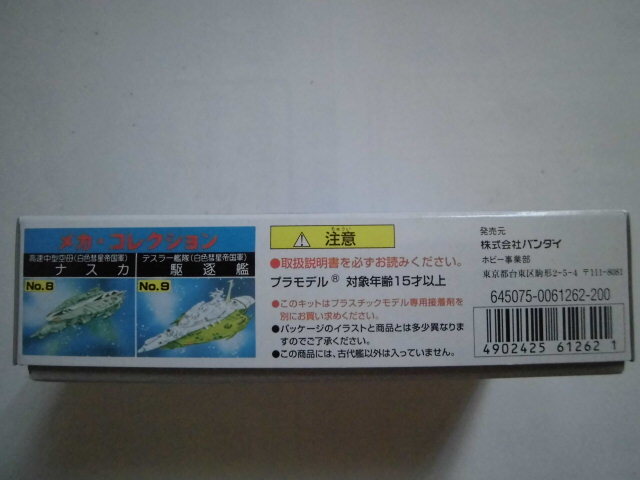 メカ・コレクション
高速中型空母(白色彗星帝国軍)
ナスカ
No.8
テスラー艦隊(白色彗星帝国軍)
駆逐艦
No.9
注意
●取扱説明書を必ずお読みください。
プラモデル® 対象年齢15才以上
●このキットはプラスチックモデル専用接着剤を
別にお買い求めください。
●パッケージのイラストと商品とは多少異なりま
すのでご了承ください。
●この商品には、古代艦以外は入っていません。
発売元
株式会社バンダイ
ホビー事業部
東京都台東区駒形2-5-4 〒111-8081
645075-0061262-200
4902425 61262 1